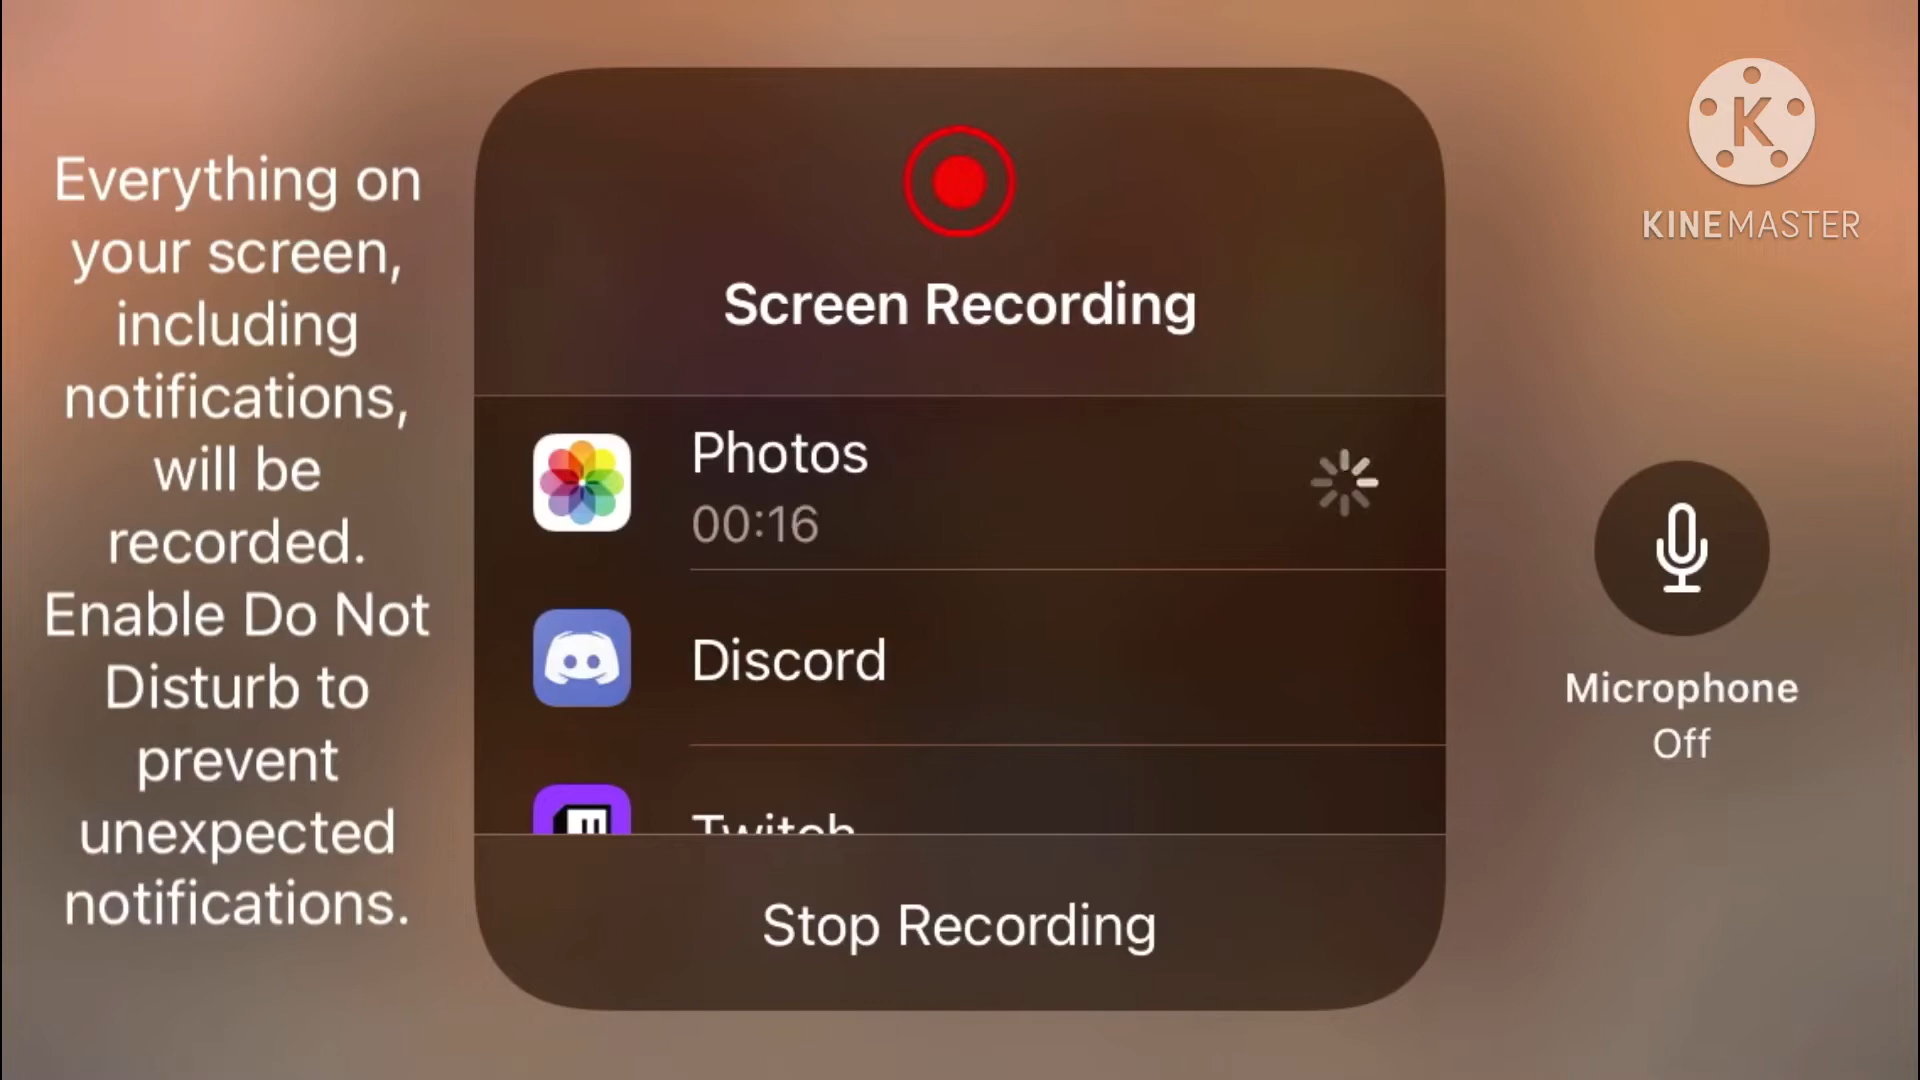 Everything on
your screen,
including
notifications,
will be
recorded.
Enable Do Not
Disturb to
prevent
unexpected
notifications.
Screen Recording
Photos
00:16
Discord
Twitch
Stop Recording
K
KINEMASTER
Microphone
Off